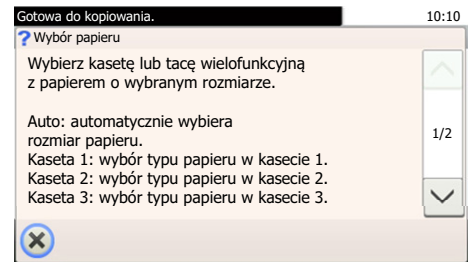 Gotowa do kopiowania. 10:10
? Wybór papieru
Wybierz kasetę lub tacę wielofunkcyjną
z papierem o wybranym rozmiarze.
Auto: automatycznie wybiera
rozmiar papieru.
1/2
Kaseta 1: wybór typu papieru w kasecie 1.
Kaseta 2: wybór typu papieru w kasecie 2.
Kaseta 3: wybór typu papieru w kasecie 3.